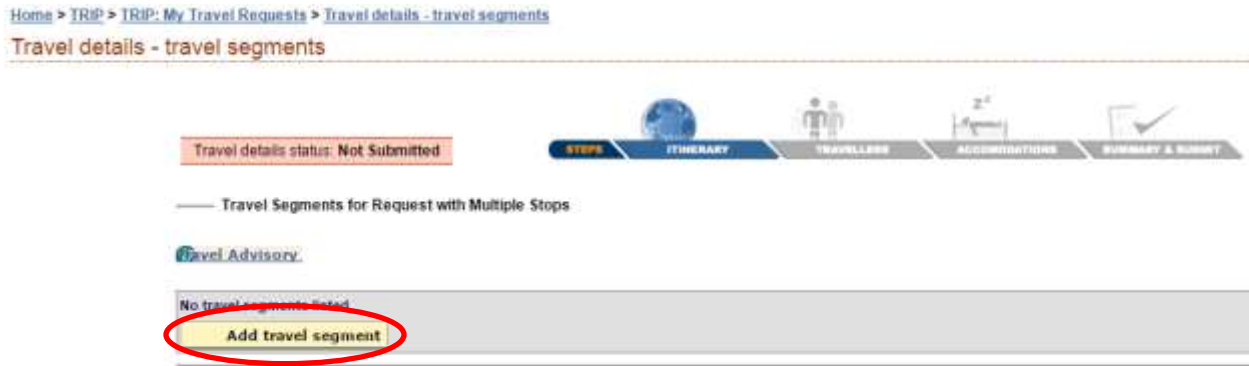 Home > TRIP > TRIP: My Travel Requests > Travel details - travel segments
Travel details - travel segments
Travel details status: Not Submitted
STEPS ITINERARY TRAVELLERS ACCOMMODATIONS SUMMARY & SUBMIT
Travel Segments for Request with Multiple Stops
Travel Advisory.
No travel segments listed
Add travel segment